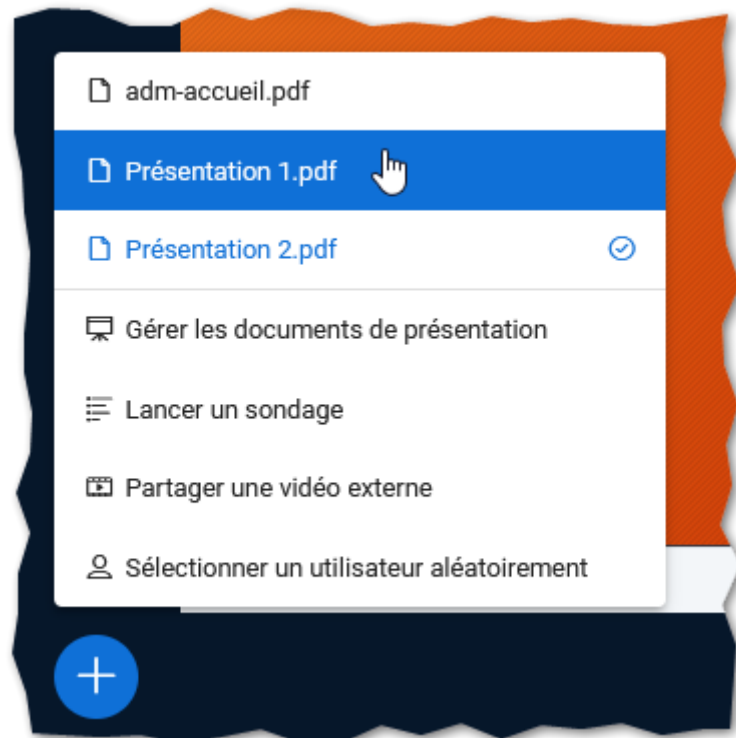 adm-accueil.pdf
Présentation 1.pdf
Présentation 2.pdf
Gérer les documents de présentation
Lancer un sondage
Partager une vidéo externe
Sélectionner un utilisateur aléatoirement